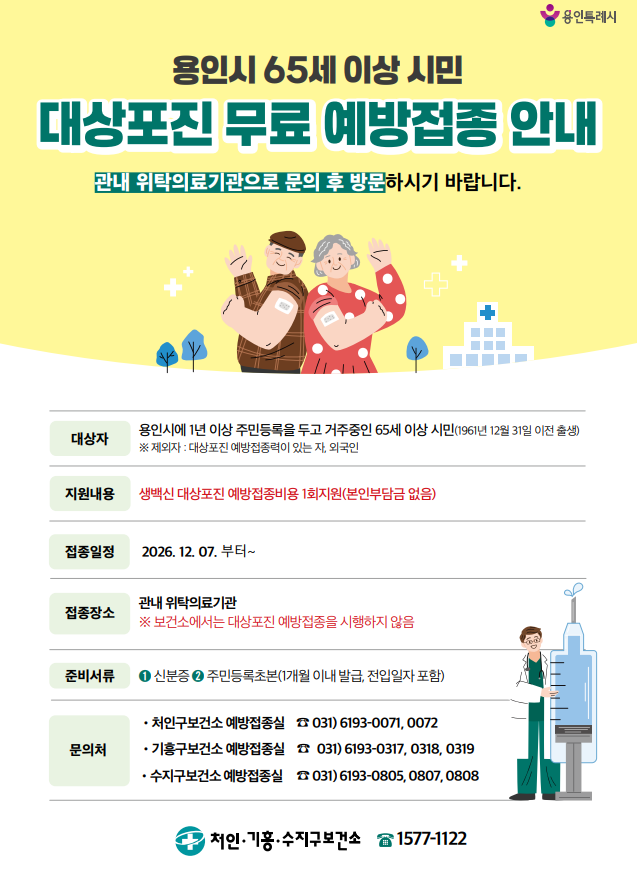 용인특례시
용인시 65세 이상 시민
대상포진 무료 예방접종 안내
관내 위탁의료기관으로 문의 후 방문하시기 바랍니다.
대상자
용인시에 1년 이상 주민등록을 두고 거주중인 65세 이상 시민(1961년 12월 31일 이전 출생)
※ 제외자 : 대상포진 예방접종력이 있는 자, 외국인
지원내용
생백신 대상포진 예방접종비용 1회지원(본인부담금 없음)
접종일정
2026. 12. 07. 부터~
접종장소
관내 위탁의료기관
※ 보건소에서는 대상포진 예방접종을 시행하지 않음
준비서류
❶ 신분증 ❷ 주민등록초본(1개월 이내 발급, 전입일자 포함)
문의처
· 처인구보건소 예방접종실 ☎ 031) 6193-0071, 0072
· 기흥구보건소 예방접종실 ☎ 031) 6193-0317, 0318, 0319
· 수지구보건소 예방접종실 ☎ 031) 6193-0805, 0807, 0808
처인·기흥·수지구보건소 ☎ 1577-1122